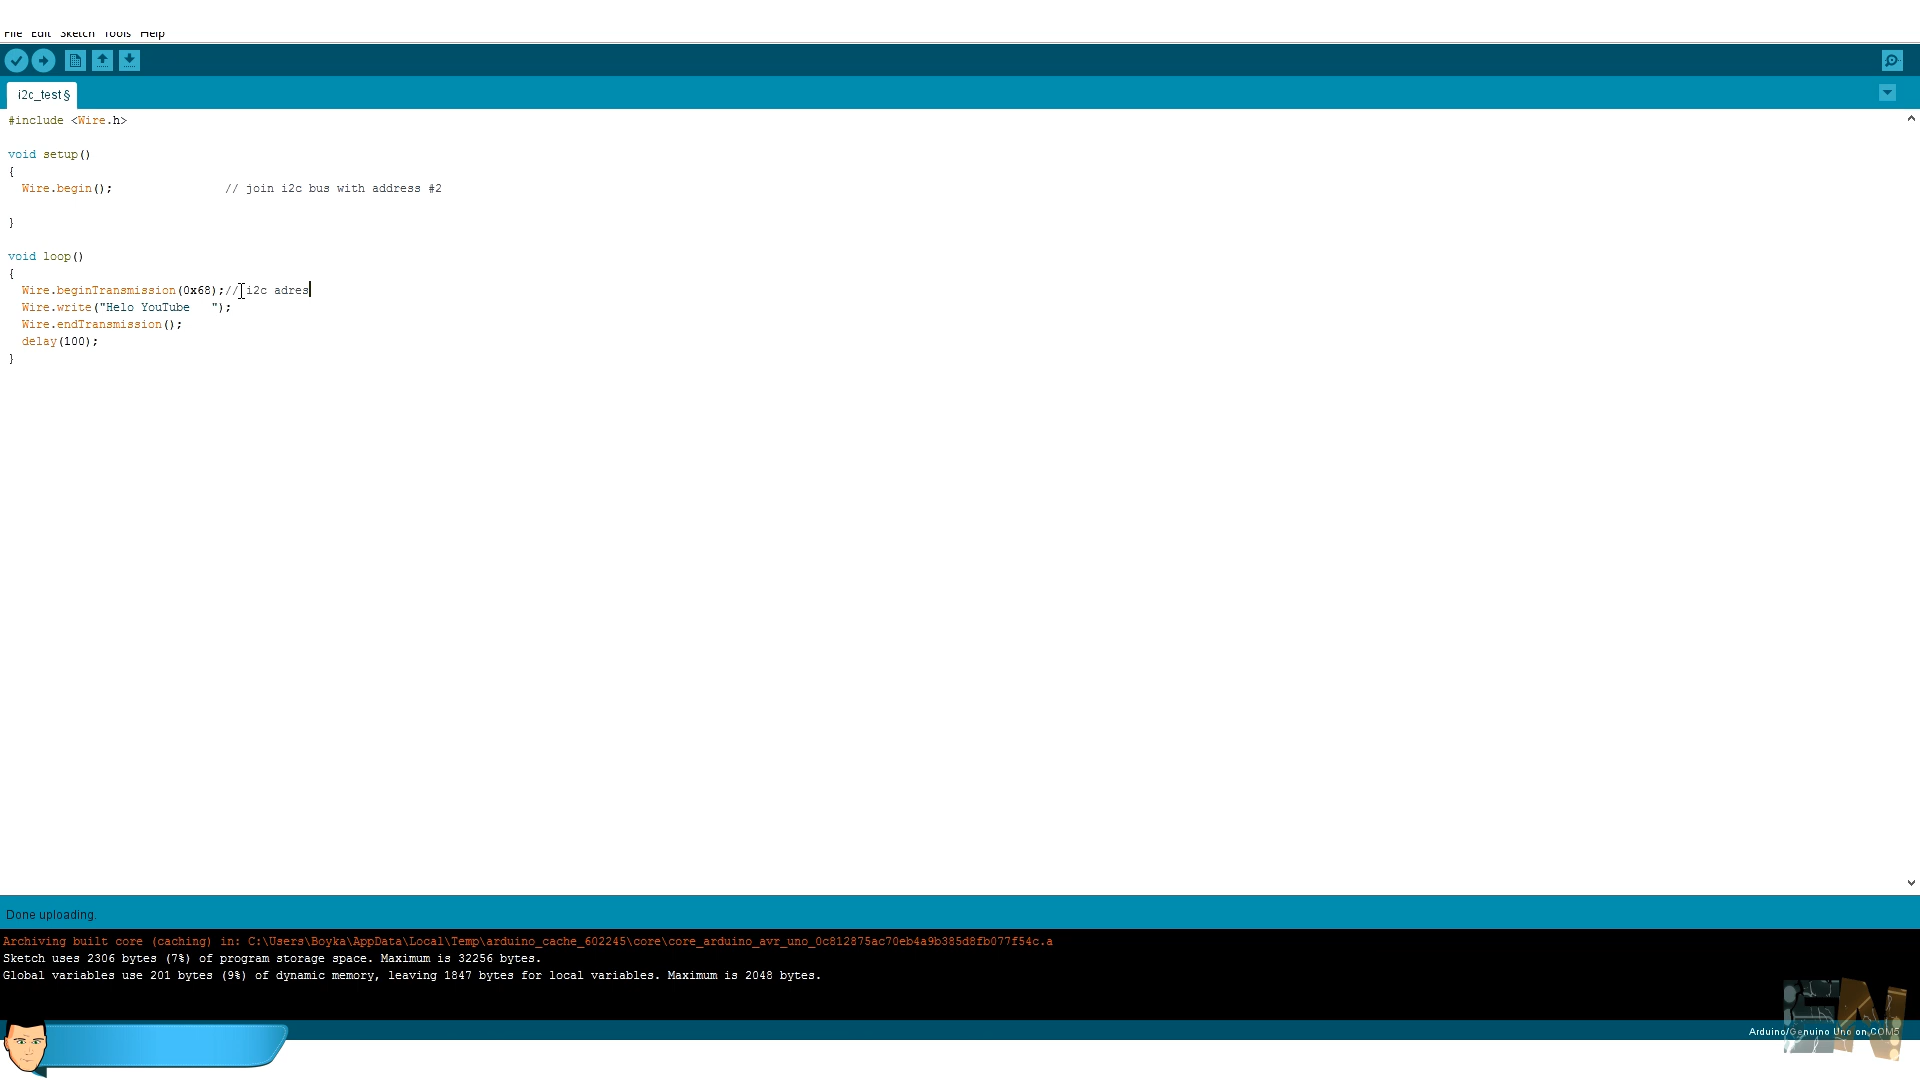 File Edit Sketch Tools Help
i2c_test §
#include <Wire.h>
void setup()
{
Wire.begin(); // join i2c bus with address #2
}
void loop()
{
Wire.beginTransmission(0x68);// i2c adres
Wire.write("Helo YouTube   ");
Wire.endTransmission();
delay(100);
}
Done uploading.
Archiving built core (caching) in: C:\Users\Boyka\AppData\Local\Temp\arduino_cache_602245\core\core_arduino_avr_uno_0c812875ac70eb4a9b385d8fb077f54c.a
Sketch uses 2306 bytes (7%) of program storage space. Maximum is 32256 bytes.
Global variables use 201 bytes (9%) of dynamic memory, leaving 1847 bytes for local variables. Maximum is 2048 bytes.
Arduino/Genuino Uno on COM5
EN